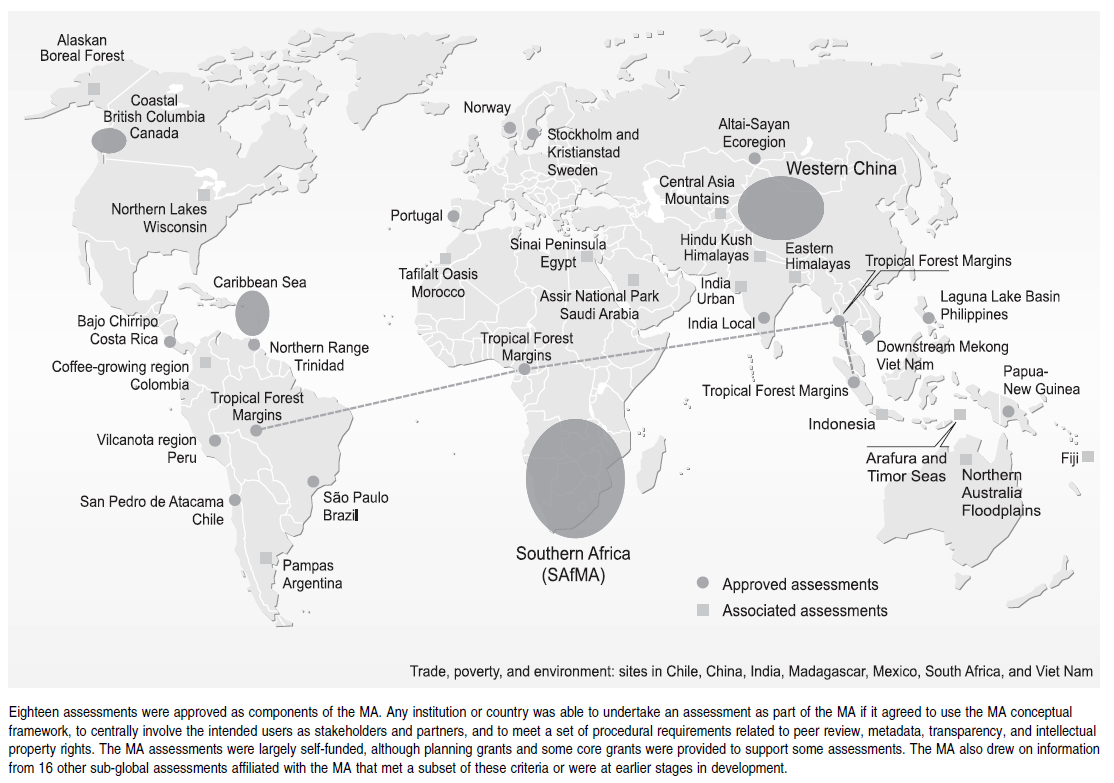 Alaskan
Boreal Forest
Coastal
British Columbia
Canada
Northern Lakes
Wisconsin
Norway
Stockholm and
Kristianstad
Sweden
Altai-Sayan
Ecoregion
Western China
Central Asia
Mountains
Portugal
Hindu Kush
Himalayas
Eastern
Himalayas
Sinai Peninsula
Egypt
Tafilalt Oasis
Morocco
Assir National Park
Saudi Arabia
India
Urban
India Local
Tropical Forest Margins
Laguna Lake Basin
Philippines
Caribbean Sea
Bajo Chirripo
Costa Rica
Northern Range
Trinidad
Coffee-growing region
Colombia
Tropical Forest
Margins
Tropical Forest
Margins
Downstream Mekong
Viet Nam
Tropical Forest Margins
Papua-
New Guinea
Indonesia
Vilcanota region
Peru
Arafura and
Timor Seas
Fiji
Northern
Australia
Floodplains
San Pedro de Atacama
Chile
São Paulo
Brazil
Pampas
Argentina
Southern Africa
(SAfMA)
Approved assessments
Associated assessments
Trade, poverty, and environment: sites in Chile, China, India, Madagascar, Mexico, South Africa, and Viet Nam
Eighteen assessments were approved as components of the MA. Any institution or country was able to undertake an assessment as part of the MA if it agreed to use the MA conceptual
framework, to centrally involve the intended users as stakeholders and partners, and to meet a set of procedural requirements related to peer review, metadata, transparency, and intellectual
property rights. The MA assessments were largely self-funded, although planning grants and some core grants were provided to support some assessments. The MA also drew on information
from 16 other sub-global assessments affiliated with the MA that met a subset of these criteria or were at earlier stages in development.